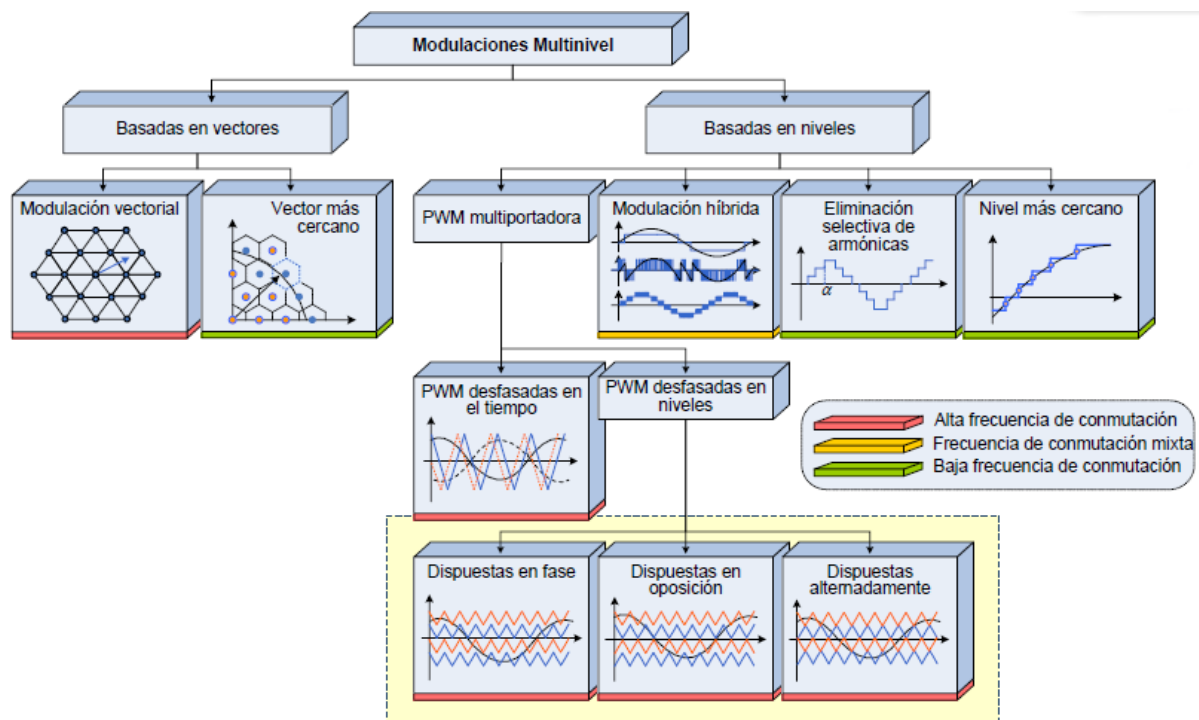 Modulaciones Multinivel
Basadas en vectores
Basadas en niveles
Modulación vectorial
Vector más
cercano
PWM multiportadora
Modulación híbrida
Eliminación
selectiva de
armónicas
α
Nivel más cercano
PWM desfasadas en
el tiempo
PWM desfasadas en
niveles
Alta frecuencia de conmutación
Frecuencia de conmutación mixta
Baja frecuencia de conmutación
Dispuestas en fase
Dispuestas en
oposición
Dispuestas
alternadamente